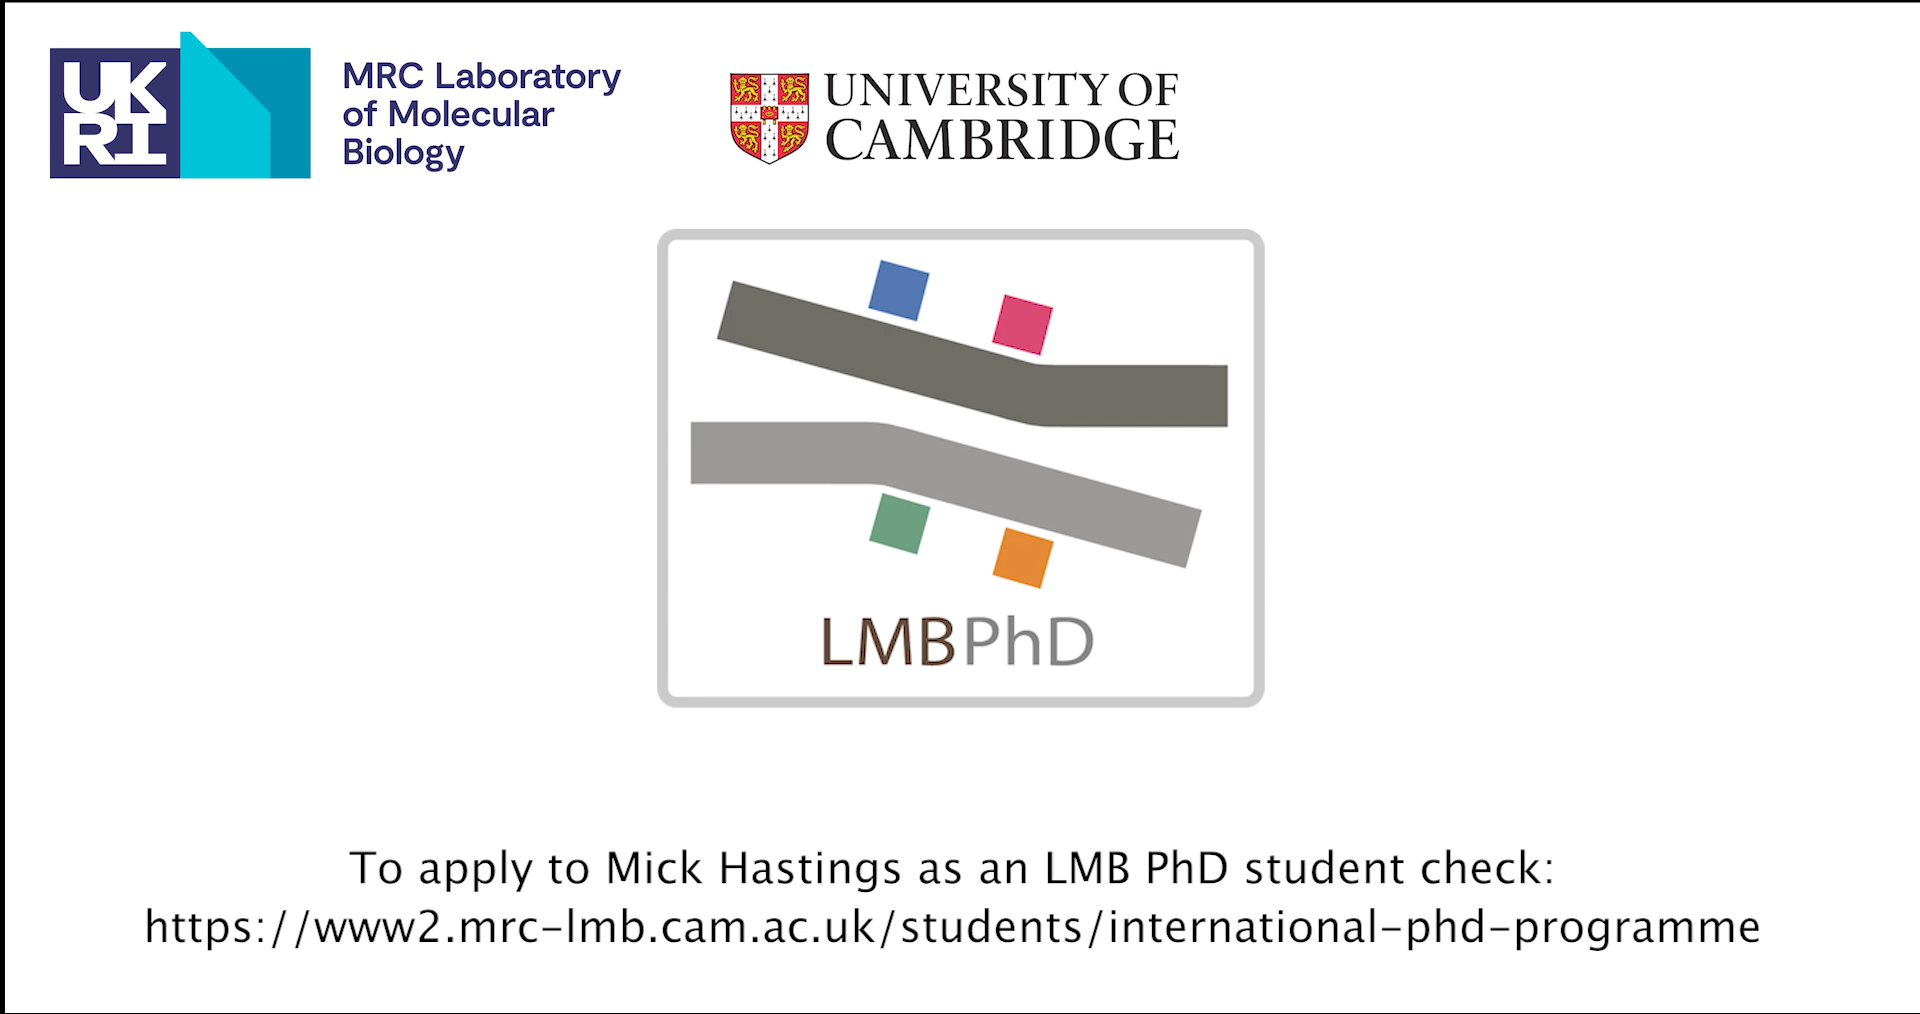 UK
RI
MRC Laboratory
of Molecular
Biology
UNIVERSITY OF
CAMBRIDGE
LMBPhD
To apply to Mick Hastings as an LMB PhD student check:
https://www2.mrc-lmb.cam.ac.uk/students/international-phd-programme